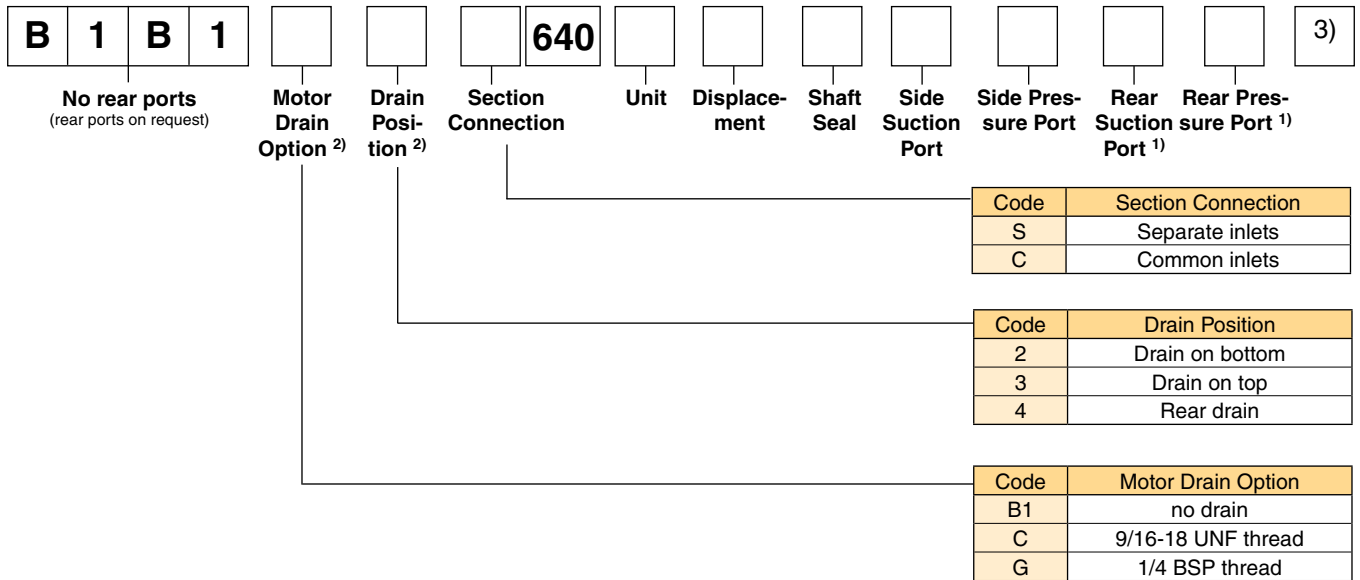 B 1 B 1 640 3)
No rear ports
(rear ports on request)
Motor
Drain
Option 2)
Drain
Posi-
tion 2)
Section
Connection
Unit
Displace-
ment
Shaft
Seal
Side
Suction
Port
Side Pres-
sure Port
Rear
Suction
Port 1)
Rear Pres-
sure Port 1)
Code Section Connection
S Separate inlets
C Common inlets
Code Drain Position
2 Drain on bottom
3 Drain on top
4 Rear drain
Code Motor Drain Option
B1 no drain
C 9/16-18 UNF thread
G 1/4 BSP thread